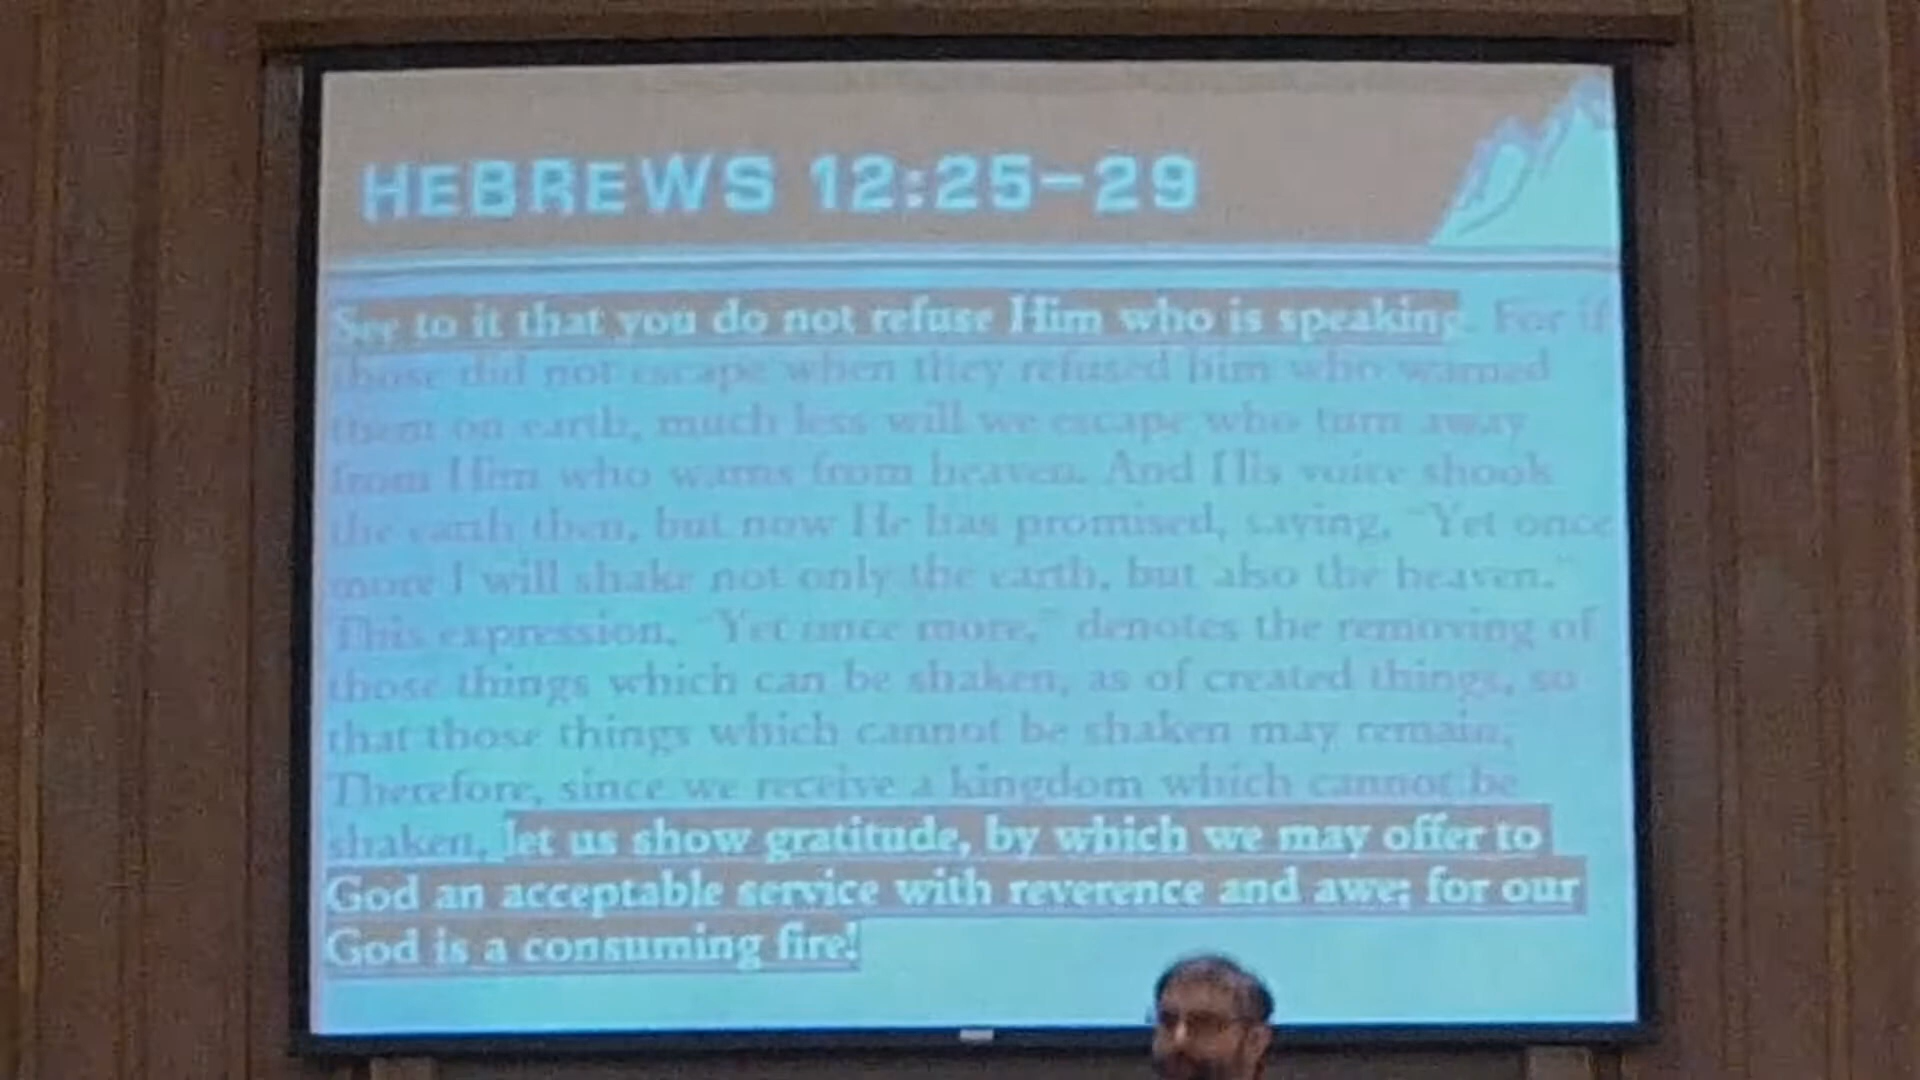 HEBREWS 12:25-29
See to it that you do not refuse Him who is speaking. For if
those did not escape when they refused him who warned
them on earth, much less will we escape who turn away
from Him who warns from heaven. And His voice shook
the earth then, but now He has promised, saying, "Yet once
more I will shake not only the earth, but also the heaven."
This expression, "Yet once more," denotes the removing of
those things which can be shaken, as of created things, so
that those things which cannot be shaken may remain.
Therefore, since we receive a kingdom which cannot be
shaken, let us show gratitude, by which we may offer to
God an acceptable service with reverence and awe; for our
God is a consuming fire!